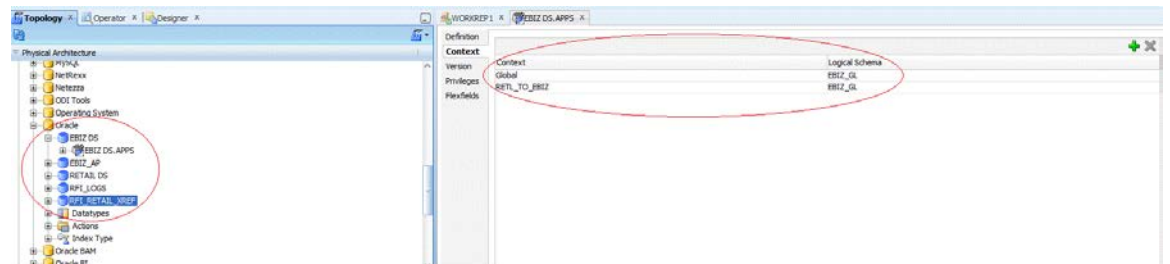 Topology Operator Designer
Physical Architecture
MySQL
NetRexx
Netezza
ODI Tools
Operating System
Oracle
EBIZ DS
EBIZ DS.APPS
EBIZ_AP
RETAIL DS
RFI_LOGS
RFI_RETAIL_XREF
Datatypes
Actions
Index Type
Oracle BAM
Oracle BI
WORKREP1 EBIZ DS.APPS
Definition
Context
Version
Privileges
Flexfields
Context Logical Schema
Global EBIZ_GL
RETL_TO_EBIZ EBIZ_GL